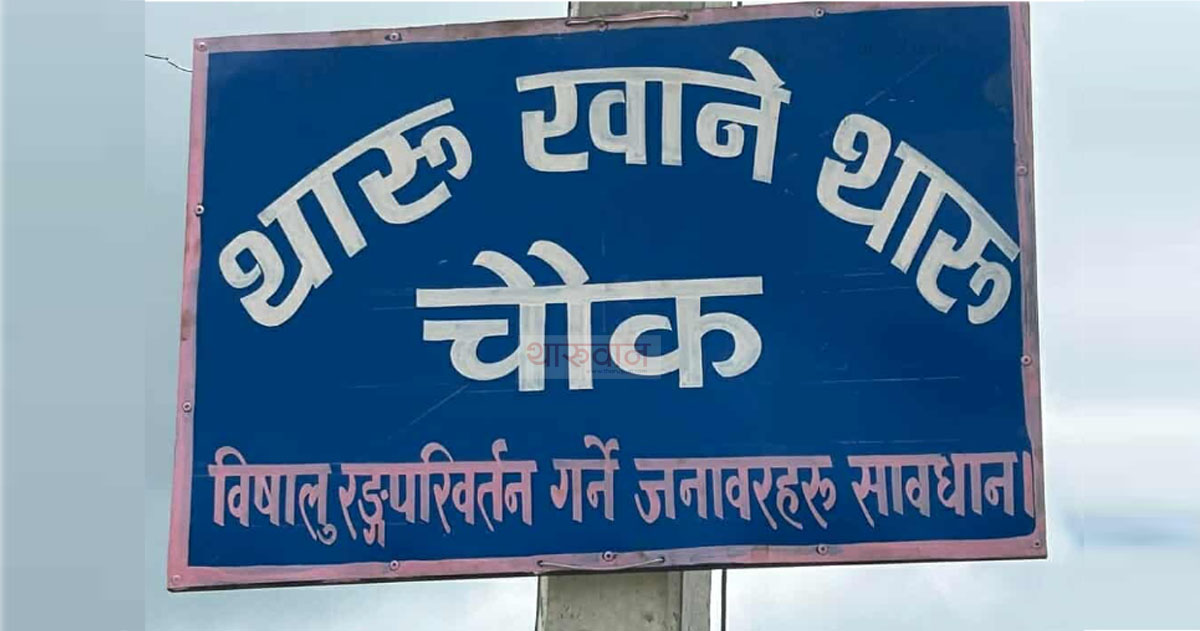 थारू खाने थारू
चौक
थारुवान
विषालु रङ्गपरिवर्तन गर्ने जनावरहरू सावधान।